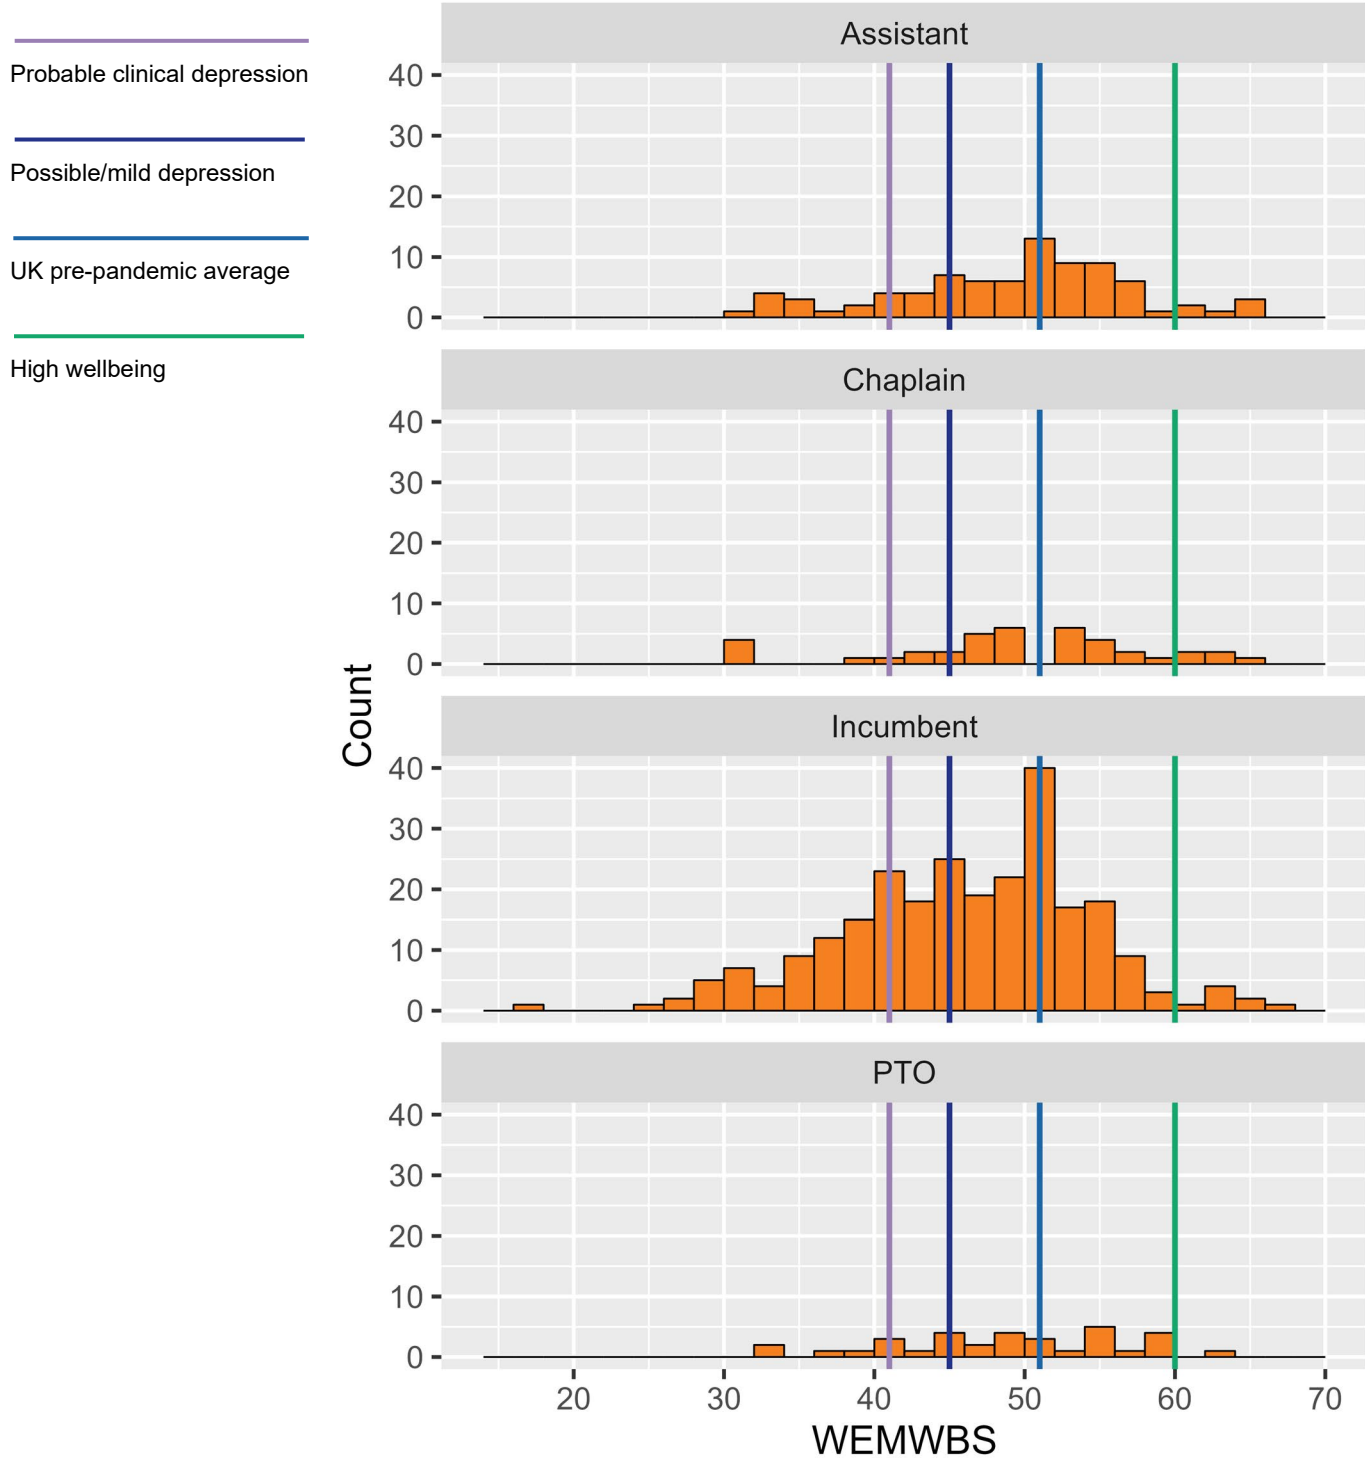 Probable clinical depression
Possible/mild depression
UK pre-pandemic average
High wellbeing
Count
Assistant
40
30
20
10
0
Chaplain
40
30
20
10
0
Incumbent
40
30
20
10
0
PTO
40
30
20
10
0
20 30 40 50 60 70
WEMWBS